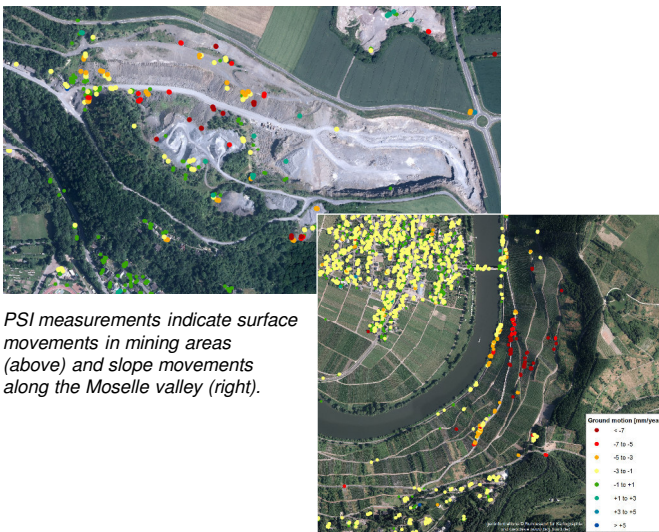 PSI measurements indicate surface
movements in mining areas
(above) and slope movements
along the Moselle valley (right).
Ground motion [mm/year]
< -7
-7 to -5
-5 to -3
-3 to -1
-1 to +1
+1 to +3
+3 to +5
> +5